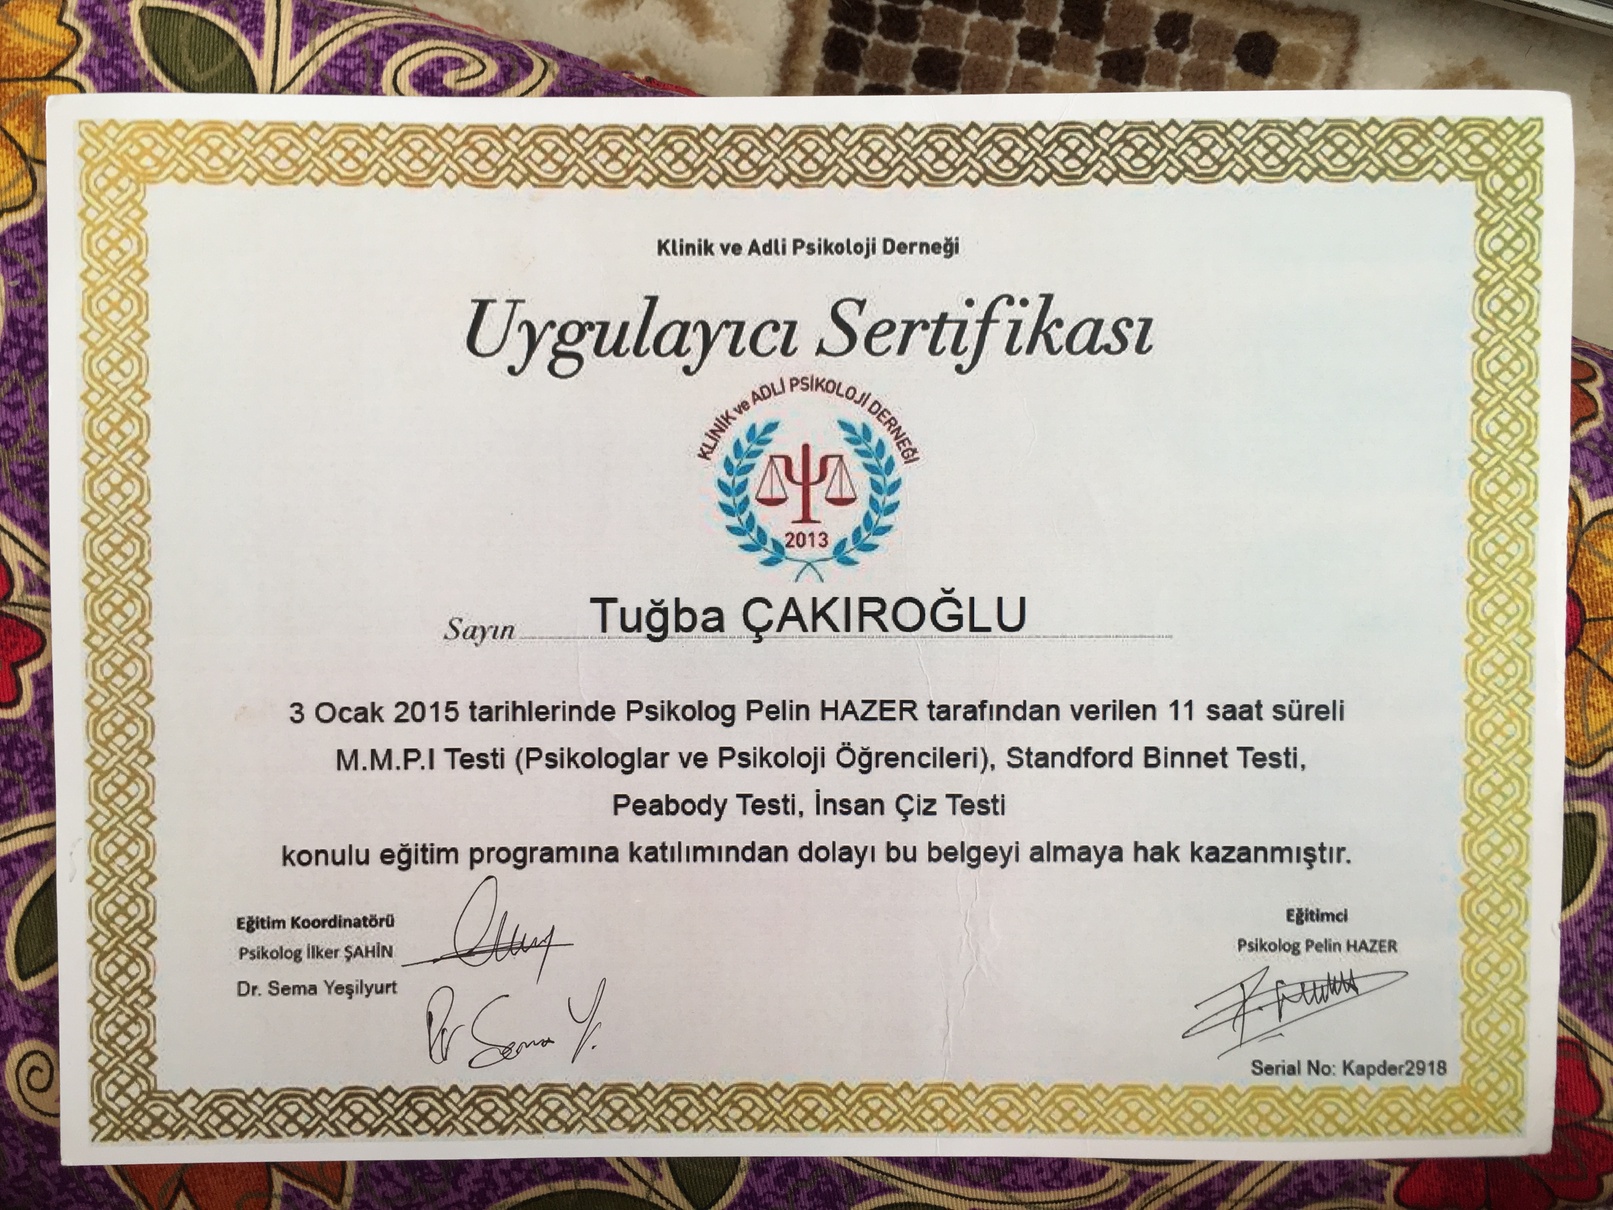 Klinik ve Adli Psikoloji Derneği
Uygulayıcı Sertifikası
KLİNİK ve ADLİ PSİKOLOJİ DERNEĞİ
2013
Sayın Tuğba ÇAKIROĞLU
3 Ocak 2015 tarihlerinde Psikolog Pelin HAZER tarafından verilen 11 saat süreli
M.M.P.I Testi (Psikologlar ve Psikoloji Öğrencileri), Standford Binnet Testi,
Peabody Testi, İnsan Çiz Testi
konulu eğitim programına katılımından dolayı bu belgeyi almaya hak kazanmıştır.
Eğitim Koordinatörü
Psikolog İlker ŞAHİN
Dr. Sema Yeşilyurt
Dr Sema Y.
Eğitimci
Psikolog Pelin HAZER
Serial No: Kapder2918